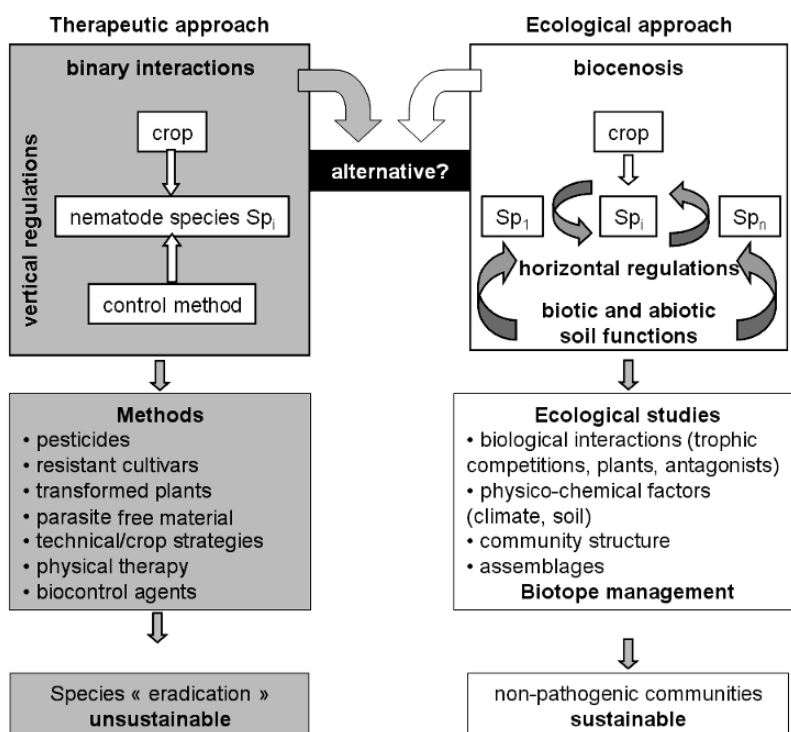 Therapeutic approach
binary interactions
vertical regulations
crop
nematode species Spi
control method
Methods
• pesticides
• resistant cultivars
• transformed plants
• parasite free material
• technical/crop strategies
• physical therapy
• biocontrol agents
Species « eradication »
unsustainable
alternative?
Ecological approach
biocenosis
crop
Sp1
Spi
Spn
horizontal regulations
biotic and abiotic
soil functions
Ecological studies
• biological interactions (trophic
competitions, plants, antagonists)
• physico-chemical factors
(climate, soil)
• community structure
• assemblages
Biotope management
non-pathogenic communities
sustainable